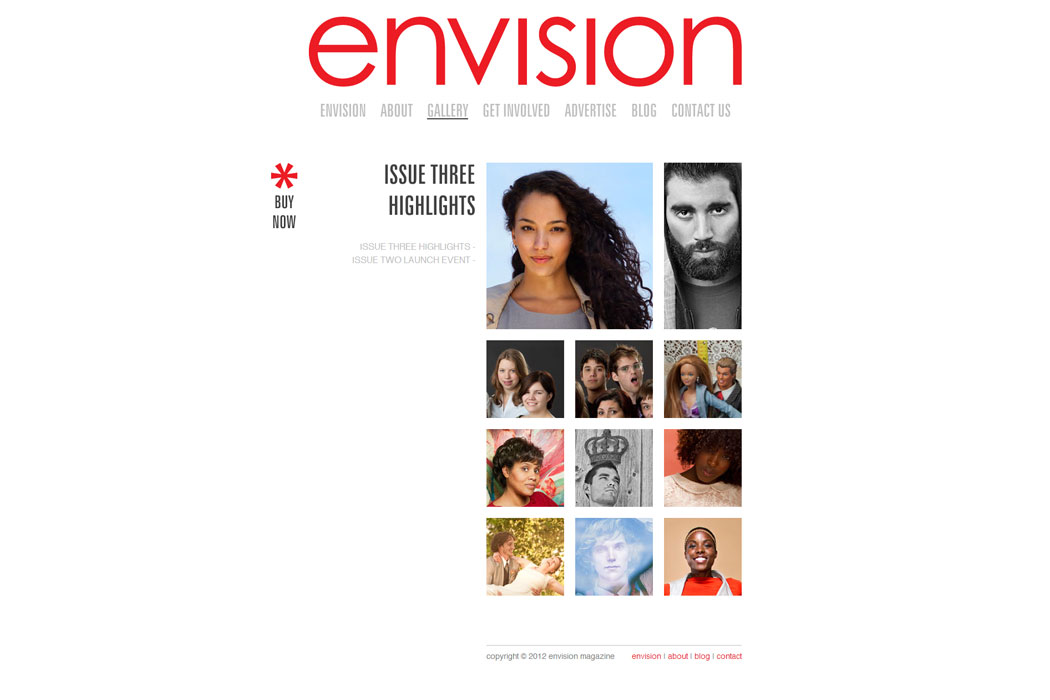 envision
ENVISION ABOUT GALLERY GET INVOLVED ADVERTISE BLOG CONTACT US
BUY
NOW
ISSUE THREE
HIGHLIGHTS
ISSUE THREE HIGHLIGHTS -
ISSUE TWO LAUNCH EVENT -
copyright © 2012 envision magazine
envision | about | blog | contact